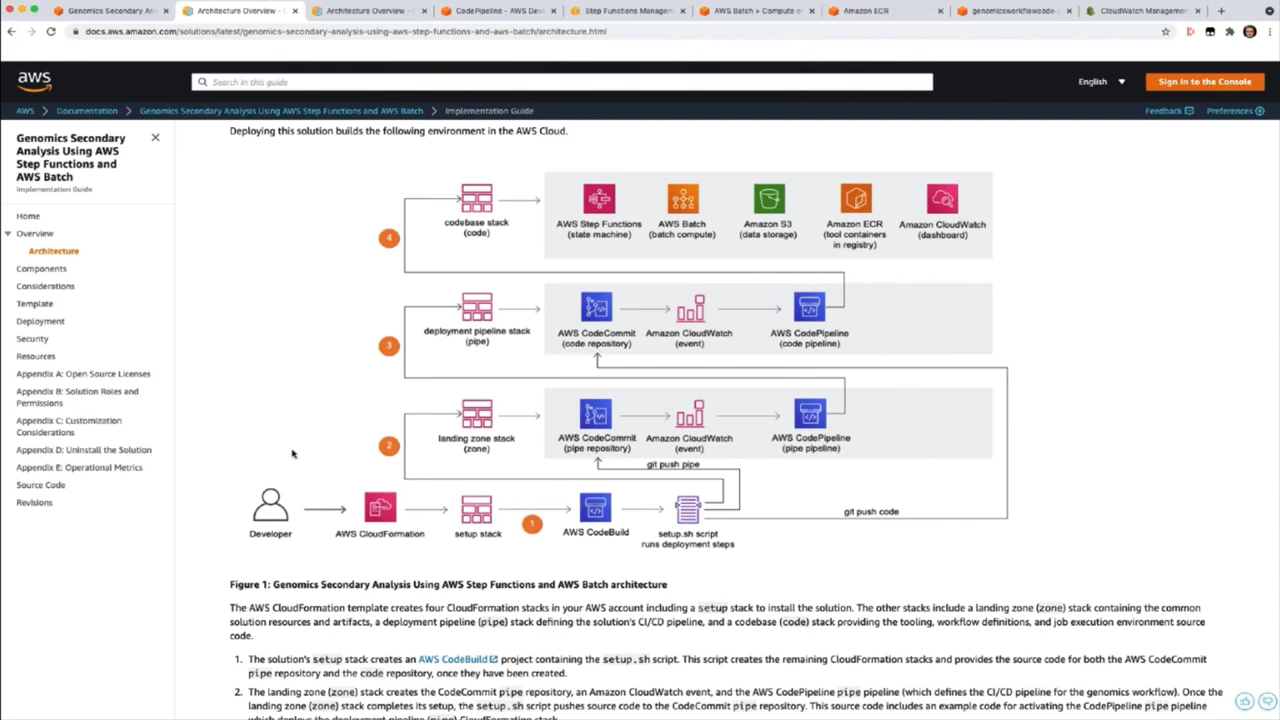 Genomics Secondary An
Architecture Overview - C
Architecture Overview - C
CodePipeline - AWS Deve
Step Functions Managem
AWS Batch > Compute en
Amazon ECR
genomicsworkflowcode-
CloudWatch Management
docs.aws.amazon.com/solutions/latest/genomics-secondary-analysis-using-aws-step-functions-and-aws-batch/architecture.html
aws
Search in this guide
English
Sign In to the Console
AWS
Documentation
Genomics Secondary Analysis Using AWS Step Functions and AWS Batch
Implementation Guide
Feedback
Preferences
Genomics Secondary
Analysis Using AWS
Step Functions and
AWS Batch
Implementation Guide
Home
Overview
Architecture
Components
Considerations
Template
Deployment
Security
Resources
Appendix A: Open Source Licenses
Appendix B: Solution Roles and
Permissions
Appendix C: Customization
Considerations
Appendix D: Uninstall the Solution
Appendix E: Operational Metrics
Source Code
Revisions
Deploying this solution builds the following environment in the AWS Cloud.
4
codebase stack
(code)
AWS Step Functions
(state machine)
AWS Batch
(batch compute)
Amazon S3
(data storage)
Amazon ECR
(tool containers
in registry)
Amazon CloudWatch
(dashboard)
3
deployment pipeline stack
(pipe)
AWS CodeCommit
(code repository)
Amazon CloudWatch
(event)
AWS CodePipeline
(code pipeline)
2
landing zone stack
(zone)
AWS CodeCommit
(pipe repository)
Amazon CloudWatch
(event)
AWS CodePipeline
(pipe pipeline)
git push pipe
Developer
AWS CloudFormation
setup stack
1
AWS CodeBuild
setup.sh script
runs deployment steps
git push code
Figure 1: Genomics Secondary Analysis Using AWS Step Functions and AWS Batch architecture
The AWS CloudFormation template creates four CloudFormation stacks in your AWS account including a setup stack to install the solution. The other stacks include a landing zone (zone) stack containing the common
solution resources and artifacts, a deployment pipeline (pipe) stack defining the solution's CI/CD pipeline, and a codebase (code) stack providing the tooling, workflow definitions, and job execution environment source
code.
1. The solution's setup stack creates an AWS CodeBuild project containing the setup.sh script. This script creates the remaining CloudFormation stacks and provides the source code for both the AWS CodeCommit
pipe repository and the code repository, once they have been created.
2. The landing zone (zone) stack creates the CodeCommit pipe repository, an Amazon CloudWatch event, and the AWS CodePipeline pipe pipeline (which defines the CI/CD pipeline for the genomics workflow). Once the
landing zone (zone) stack completes its setup, the setup.sh script pushes source code to the CodeCommit pipe repository. This source code includes an example code for activating the CodePipeline pipe pipeline
which deploys the deployment pipeline (pipe) CloudFormation stack.